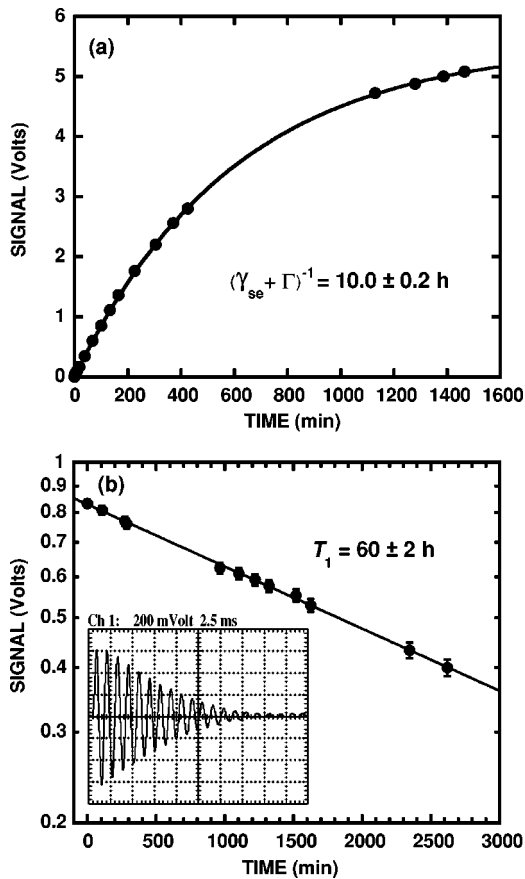 6
(a)
5
4
3
2
1
0
SIGNAL (Volts)
(γse + Γ)⁻¹ = 10.0 ± 0.2 h
0 200 400 600 800 1000 1200 1400 1600
TIME (min)
1
(b)
0.9
0.8
0.7
0.6
0.5
0.4
0.3
0.2
SIGNAL (Volts)
T1 = 60 ± 2 h
Ch 1: 200 mVolt 2.5 ms
0 500 1000 1500 2000 2500 3000
TIME (min)